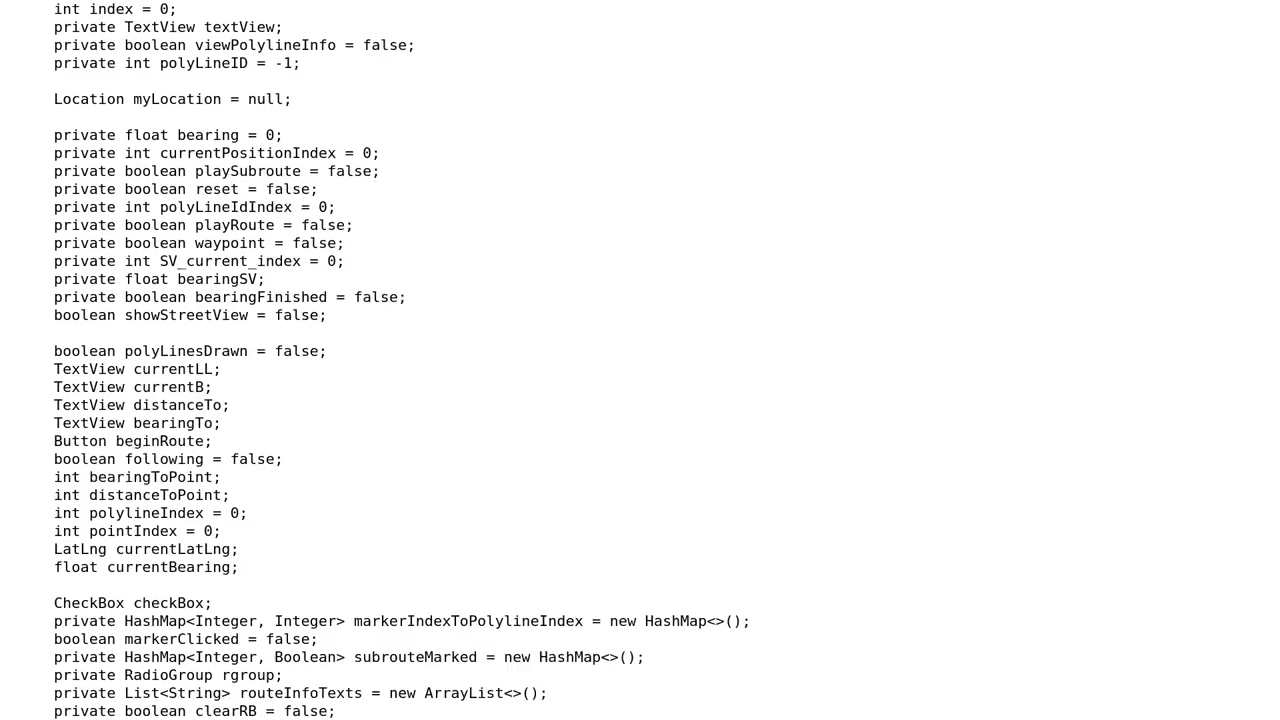 int index = 0;
private TextView textView;
private boolean viewPolylineInfo = false;
private int polyLineID = -1;
Location myLocation = null;
private float bearing = 0;
private int currentPositionIndex = 0;
private boolean playSubroute = false;
private boolean reset = false;
private int polyLineIdIndex = 0;
private boolean playRoute = false;
private boolean waypoint = false;
private int SV_current_index = 0;
private float bearingSV;
private boolean bearingFinished = false;
boolean showStreetView = false;
boolean polyLinesDrawn = false;
TextView currentLL;
TextView currentB;
TextView distanceTo;
TextView bearingTo;
Button beginRoute;
boolean following = false;
int bearingToPoint;
int distanceToPoint;
int polylineIndex = 0;
int pointIndex = 0;
LatLng currentLatLng;
float currentBearing;
CheckBox checkBox;
private HashMap<Integer, Integer> markerIndexToPolylineIndex = new HashMap<>();
boolean markerClicked = false;
private HashMap<Integer, Boolean> subrouteMarked = new HashMap<>();
private RadioGroup rgroup;
private List<String> routeInfoTexts = new ArrayList<>();
private boolean clearRB = false;